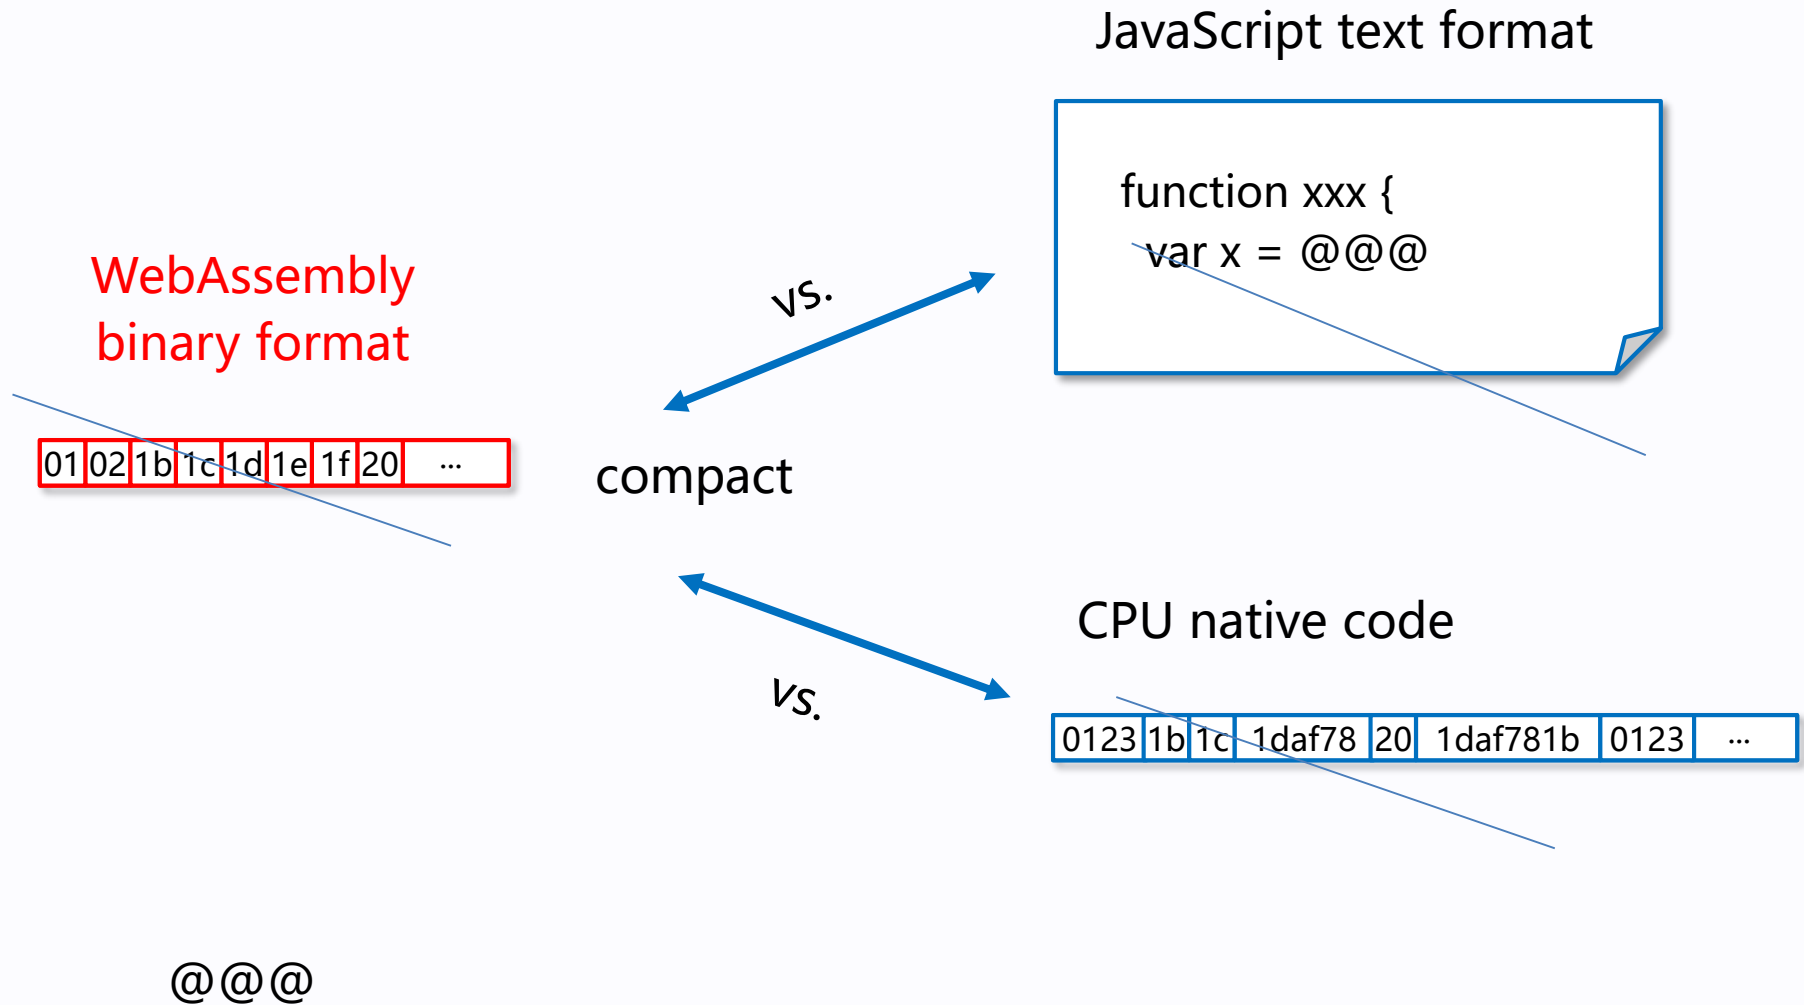 JavaScript text format
function xxx {
var x = @@@
WebAssembly
binary format
vs.
01 02 1b 1c 1d 1e 1f 20 ...
compact
CPU native code
vs.
0123 1b 1c 1daf78 20 1daf781b 0123 ...
@@@